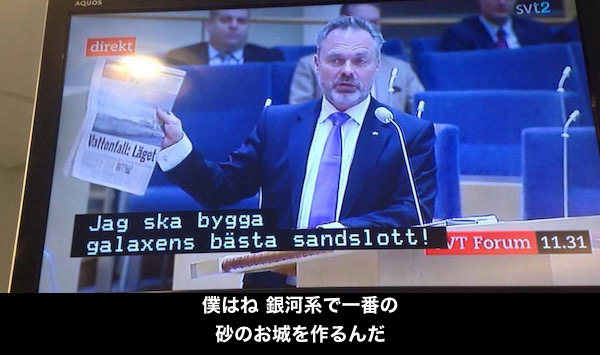 AQUOS
svt2
direkt
Vattenfall: Läget
Jag ska bygga
galaxens bästa sandslott!
VT Forum 11.31
僕はね 銀河系で一番の
砂のお城を作るんだ